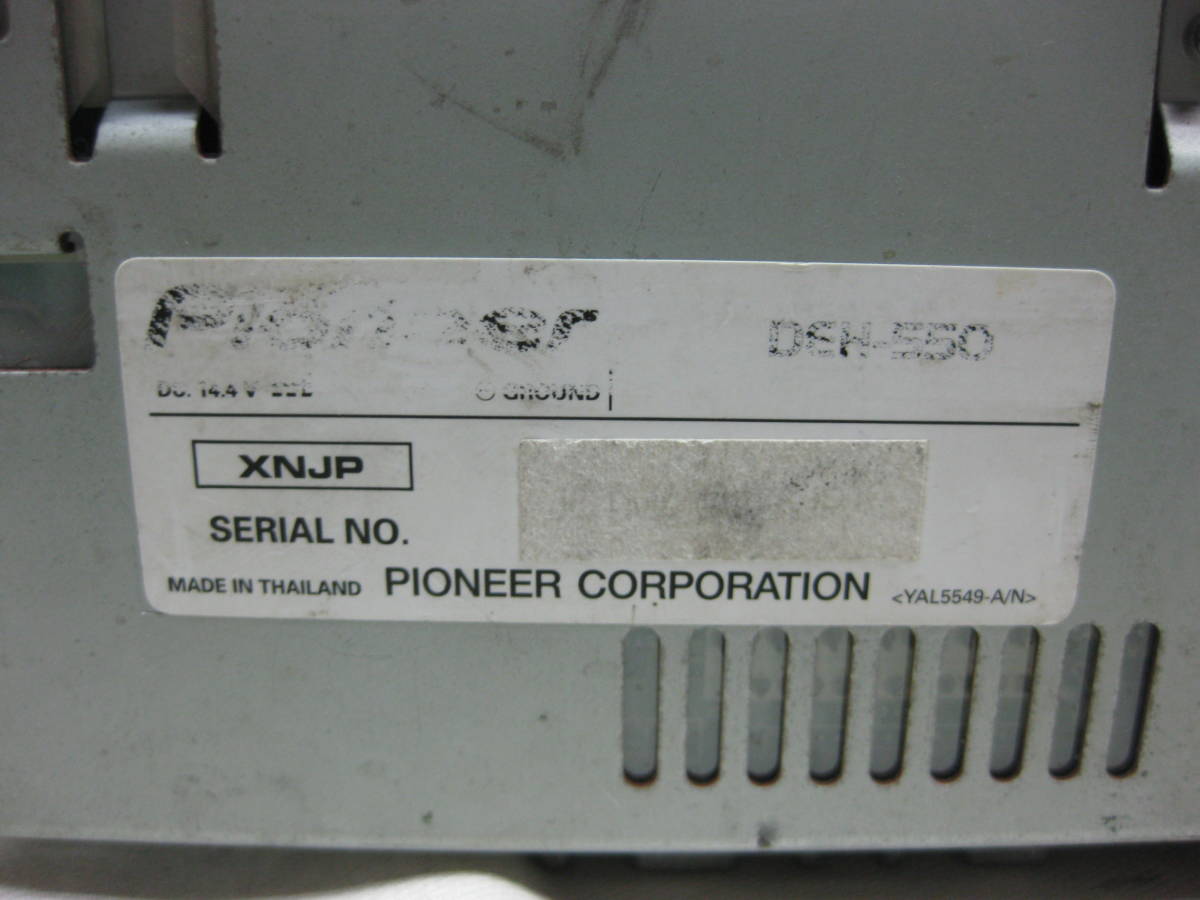 Pioneer DEH-550
DC. 14.4 V ⊖ GROUND
XNJP
SERIAL NO.
MADE IN THAILAND PIONEER CORPORATION <YAL5549-A/N>